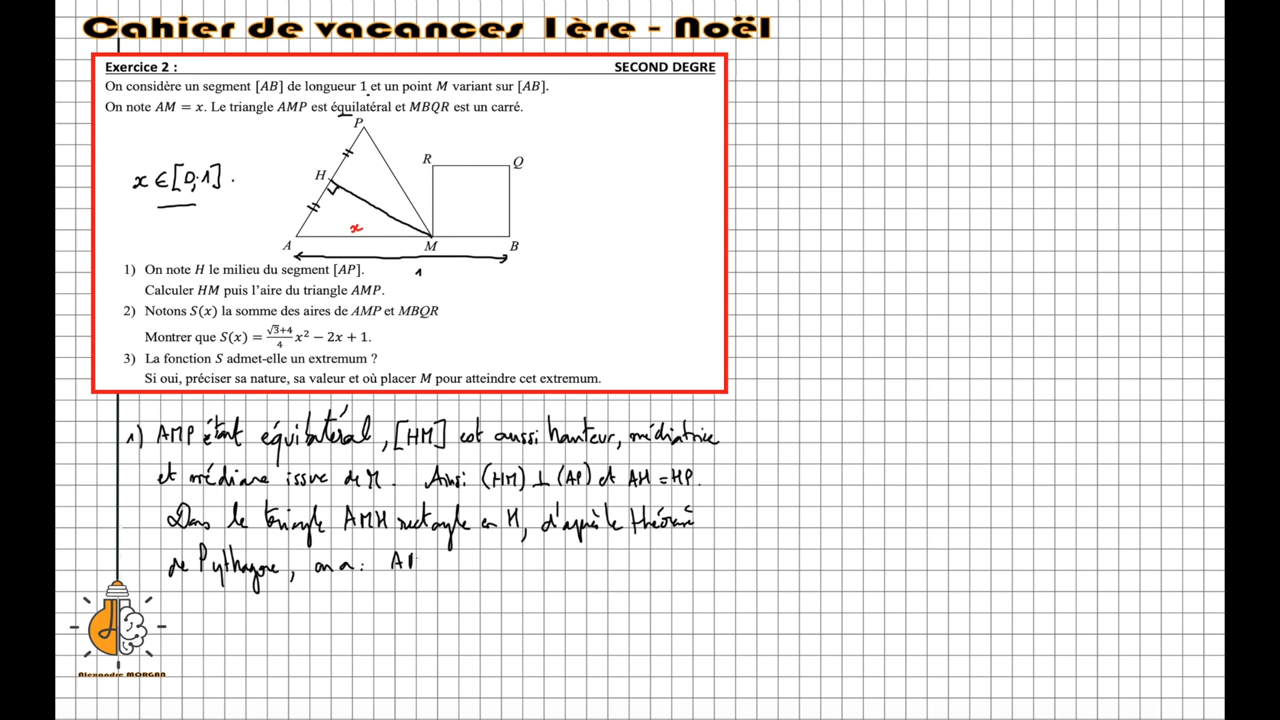 Cahier de vacances 1ère - Noël
Exercice 2 : SECOND DEGRE
On considère un segment [AB] de longueur 1 et un point M variant sur [AB].
On note AM = x. Le triangle AMP est équilatéral et MBQR est un carré.
P
R
Q
H
x ∈ [0;1].
x
A
M
B
1
1) On note H le milieu du segment [AP].
Calculer HM puis l'aire du triangle AMP.
2) Notons S(x) la somme des aires de AMP et MBQR
Montrer que S(x) = (√3+4)/4 x² − 2x + 1.
3) La fonction S admet-elle un extremum ?
Si oui, préciser sa nature, sa valeur et où placer M pour atteindre cet extremum.
1) AMP étant équilatéral, [HM] est aussi hauteur, médiatrice
et médiane issue de M. Ainsi (HM) ⊥ (AP) et AH = HP.
Dans le triangle AMH rectangle en H, d'après le théorème
de Pythagore, on a :
Alexandre MORGAN